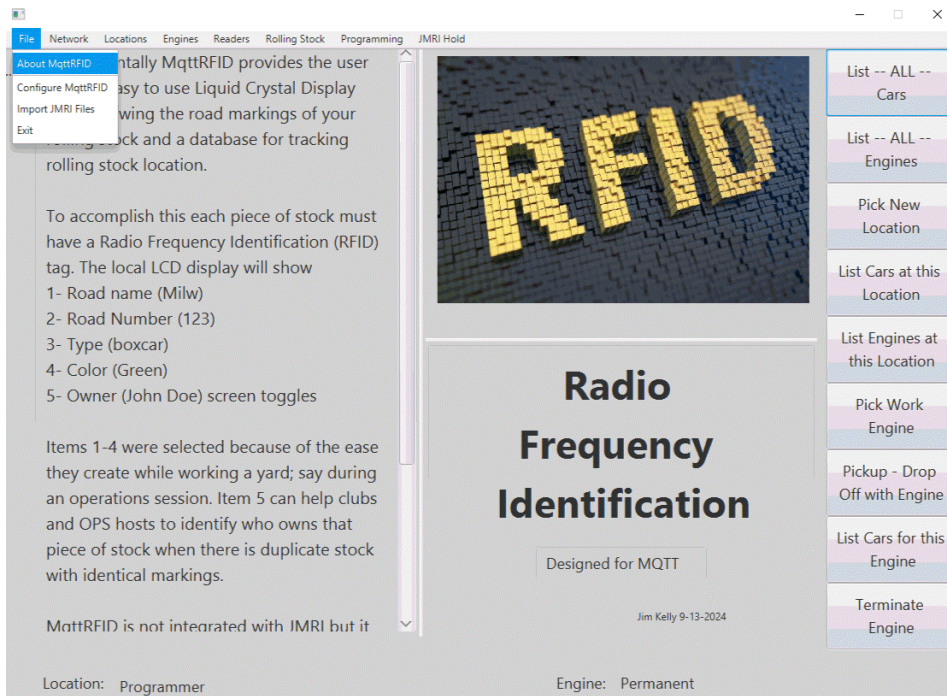 File Network Locations Engines Readers Rolling Stock Programming JMRI Hold
About MqttRFID
Configure MqttRFID
Import JMRI Files
Exit
MqttRFID provides the user
easy to use Liquid Crystal Display
the road markings of your
rolling stock and a database for tracking
rolling stock location.
To accomplish this each piece of stock must
have a Radio Frequency Identification (RFID)
tag. The local LCD display will show
1- Road name (Milw)
2- Road Number (123)
3- Type (boxcar)
4- Color (Green)
5- Owner (John Doe) screen toggles
Items 1-4 were selected because of the ease
they create while working a yard; say during
an operations session. Item 5 can help clubs
and OPS hosts to identify who owns that
piece of stock when there is duplicate stock
with identical markings.
MqttRFID is not integrated with JMRI but it
RFID
Radio
Frequency
Identification
Designed for MQTT
Jim Kelly 9-13-2024
List -- ALL --
Cars
List -- ALL --
Engines
Pick New
Location
List Cars at this
Location
List Engines at
this Location
Pick Work
Engine
Pickup - Drop
Off with Engine
List Cars for this
Engine
Terminate
Engine
Location: Programmer
Engine: Permanent